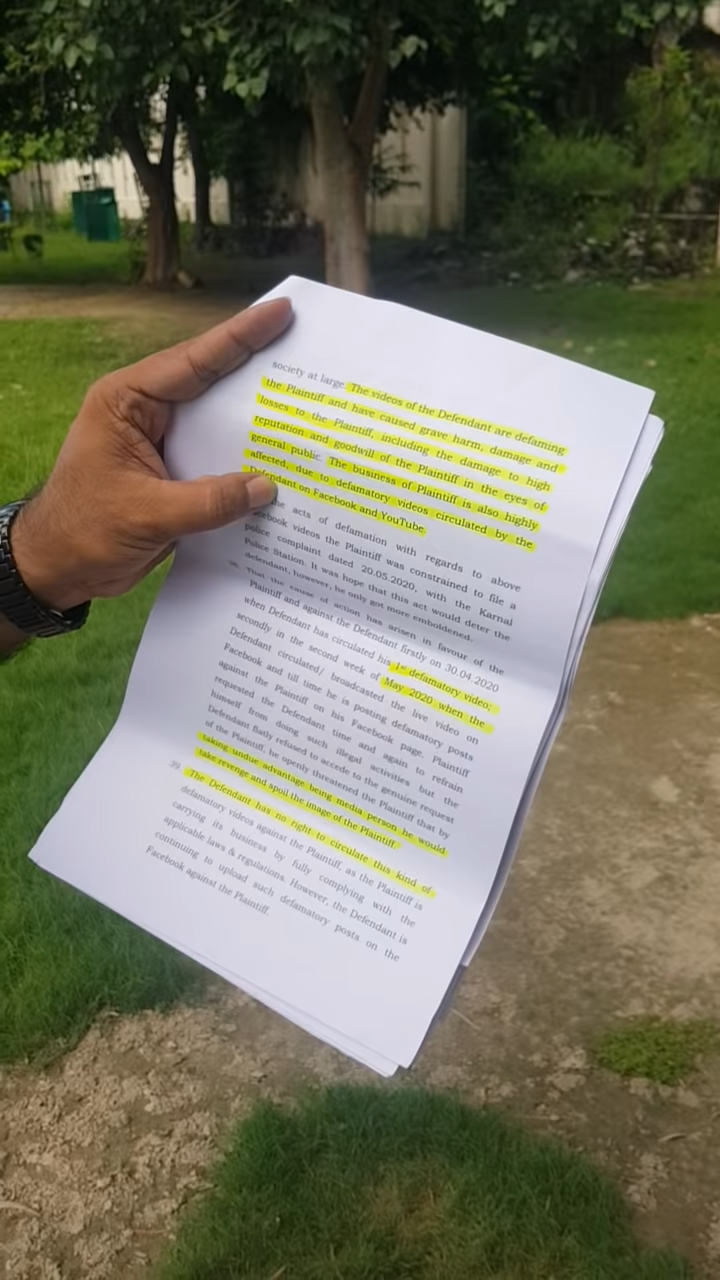 society at large. The videos of the Defendant are defaming
the Plaintiff and have caused grave harm, damage and
losses to the Plaintiff, including the damage to high
reputation and goodwill of the Plaintiff in the eyes of
general public. The business of Plaintiff is also highly
affected, due to defamatory videos circulated by the
Defendant on Facebook and YouTube.
the acts of defamation with regards to above
facebook videos the Plaintiff was constrained to file a
police complaint dated 20.05.2020, with the Karnal
Police Station. It was hope that this act would deter the
defendant, however, he only got more emboldened.
That the cause of action has arisen in favour of the
Plaintiff and against the Defendant firstly on 30.04.2020
when Defendant has circulated his 1st defamatory video;
secondly in the second week of May 2020 when the
Defendant circulated/ broadcasted the live video on
Facebook and till time he is posting defamatory posts
against the Plaintiff on his Facebook page. Plaintiff
requested the Defendant time and again to refrain
himself from doing such illegal activities but the
Defendant flatly refused to accede to the genuine request
of the Plaintiff, he openly threatened the Plaintiff that by
taking undue advantage being media person he would
take revenge and spoil the image of the Plaintiff.
39. The Defendant has no right to circulate this kind of
defamatory videos against the Plaintiff, as the Plaintiff is
carrying its business by fully complying with the
applicable laws & regulations. However, the Defendant is
continuing to upload such defamatory posts on the
Facebook against the Plaintiff.